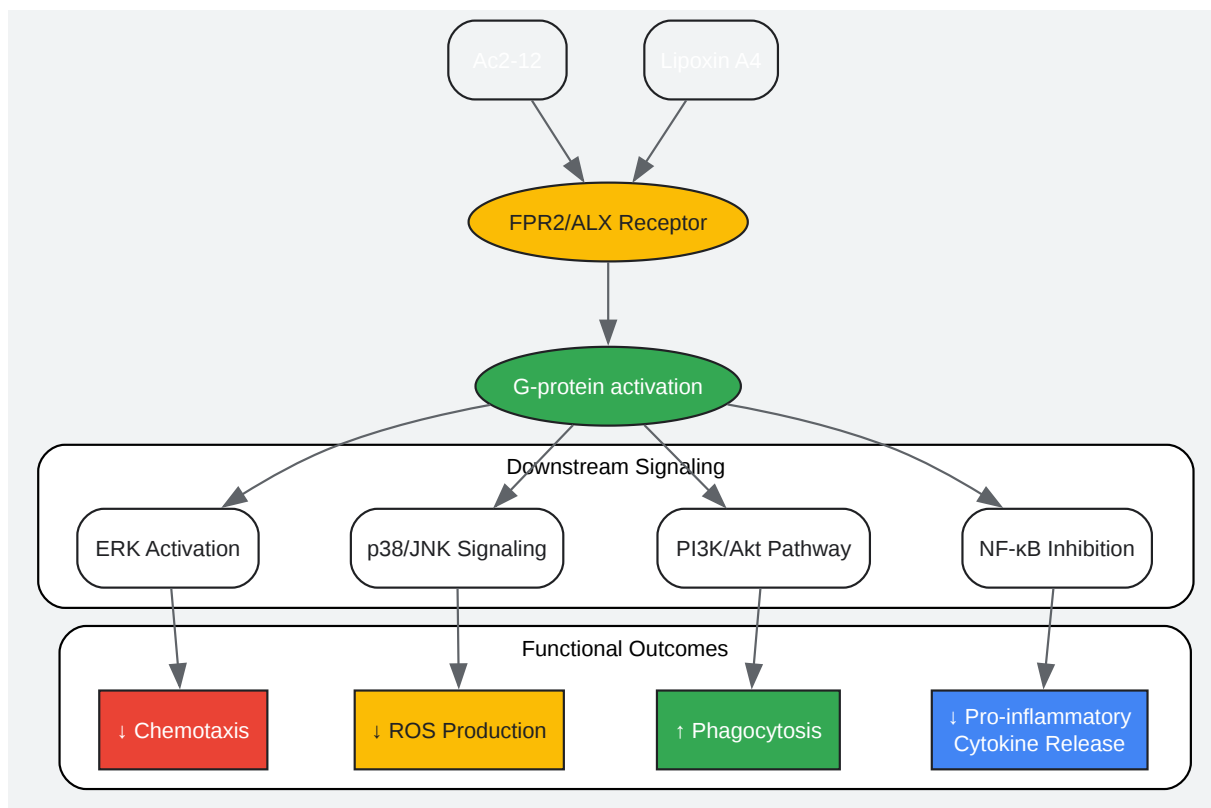 Ac2-12
Lipoxin A4
FPR2/ALX Receptor
G-protein activation
Downstream Signaling
ERK Activation
p38/JNK Signaling
PI3K/Akt Pathway
NF-κB Inhibition
Functional Outcomes
↓ Chemotaxis
↓ ROS Production
↑ Phagocytosis
↓ Pro-inflammatory
Cytokine Release